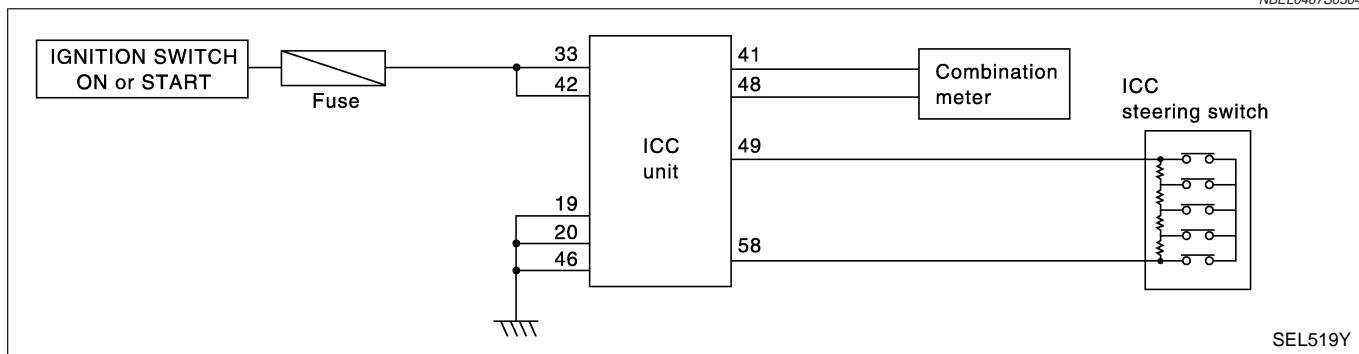 IGNITION SWITCH
ON or START
Fuse
33
42
19
20
46
ICC
unit
41
48
49
58
Combination
meter
ICC
steering switch
SEL519Y